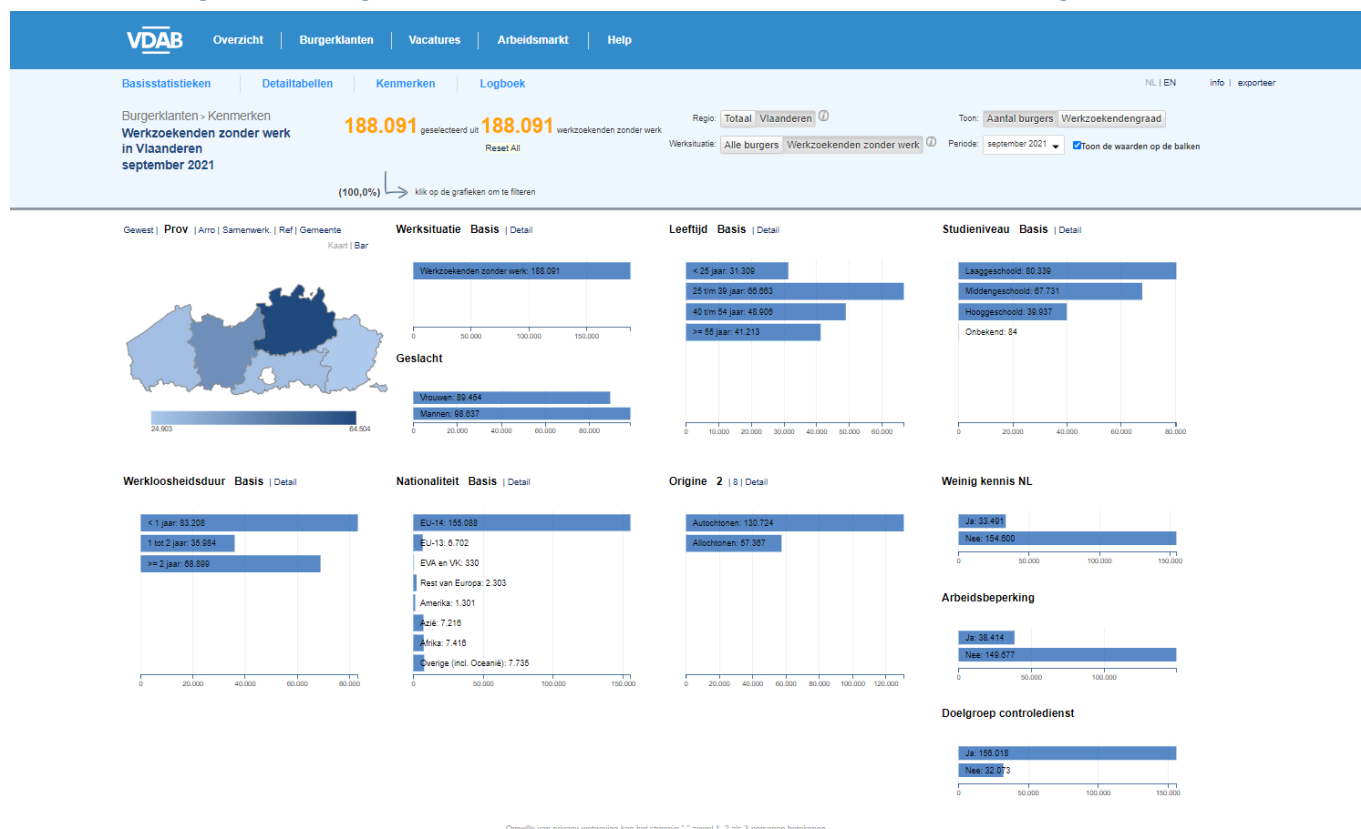 VDAB Overzicht Burgerklanten Vacatures Arbeidsmarkt Help
Basisstatistieken Detailtabellen Kenmerken Logboek NL | EN info | exporteer
Burgerklanten > Kenmerken
Werkzoekenden zonder werk
in Vlaanderen
september 2021
188.091 geselecteerd uit 188.091 werkzoekenden zonder werk
Reset All
(100,0%) klik op de grafieken om te filteren
Regio: Totaal Vlaanderen i
Werksituatie: Alle burgers Werkzoekenden zonder werk i
Toon: Aantal burgers Werkzoekendengraad
Periode: september 2021 Toon de waarden op de balken
Gewest | Prov | Arro | Samenwerk. | Ref | Gemeente
Kaart | Bar
24.903 64.504
Werksituatie Basis | Detail
Werkzoekenden zonder werk: 188.091
0 50.000 100.000 150.000
Geslacht
Vrouwen: 89.454
Mannen: 98.637
0 20.000 40.000 60.000 80.000
Leeftijd Basis | Detail
< 25 jaar: 31.309
25 t/m 39 jaar: 66.663
40 t/m 54 jaar: 48.906
>= 55 jaar: 41.213
0 10.000 20.000 30.000 40.000 50.000 60.000
Studieniveau Basis | Detail
Laaggeschoold: 80.339
Middengeschoold: 67.731
Hooggeschoold: 39.937
Onbekend: 84
0 20.000 40.000 60.000 80.000
Werkloosheidsduur Basis | Detail
< 1 jaar: 83.208
1 tot 2 jaar: 35.984
>= 2 jaar: 68.899
0 20.000 40.000 60.000 80.000
Nationaliteit Basis | Detail
EU-14: 155.088
EU-13: 6.702
EVA en VK: 330
Rest van Europa: 2.303
Amerika: 1.301
Azië: 7.216
Afrika: 7.416
Overige (incl. Oceanië): 7.735
0 50.000 100.000 150.000
Origine 2 | 8 | Detail
Autochtonen: 130.724
Allochtonen: 57.367
0 20.000 40.000 60.000 80.000 100.000 120.000
Weinig kennis NL
Ja: 33.491
Nee: 154.600
0 50.000 100.000 150.000
Arbeidsbeperking
Ja: 38.414
Nee: 149.677
0 50.000 100.000
Doelgroep controledienst
Ja: 156.018
Nee: 32.073
0 50.000 100.000 150.000